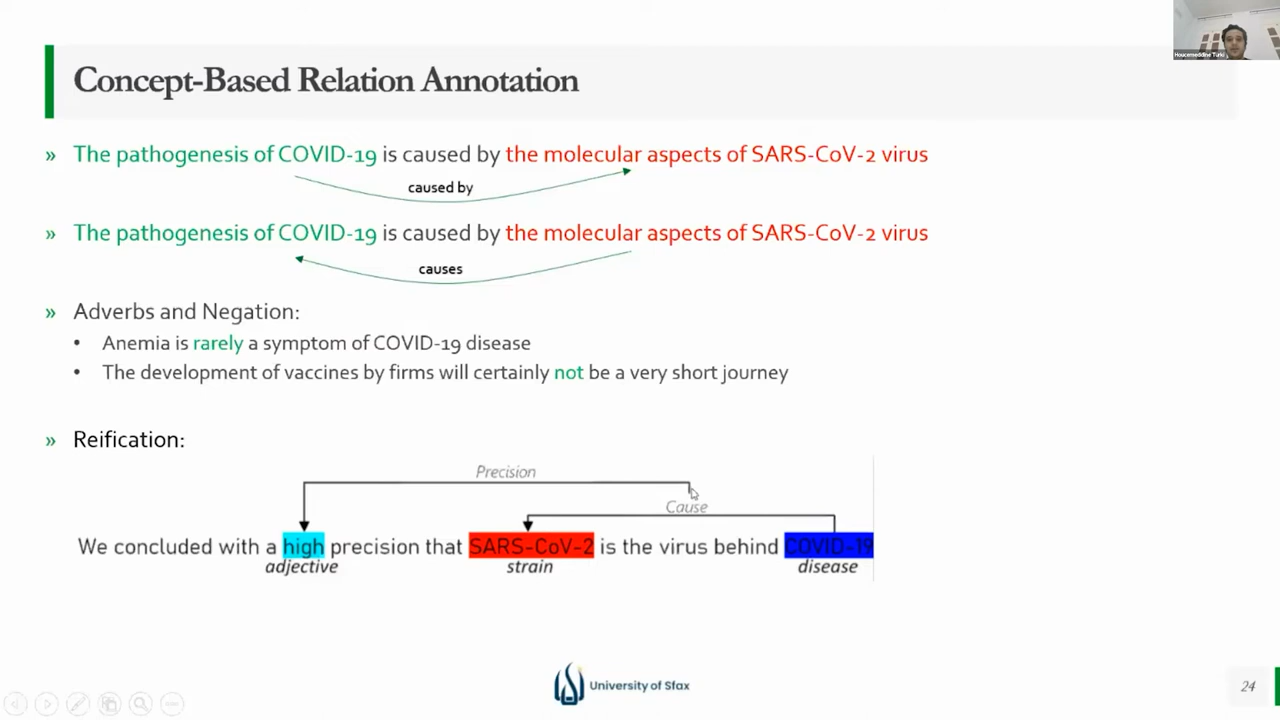 Houcemeddine Turki
Concept-Based Relation Annotation
» The pathogenesis of COVID-19 is caused by the molecular aspects of SARS-CoV-2 virus
caused by
» The pathogenesis of COVID-19 is caused by the molecular aspects of SARS-CoV-2 virus
causes
» Adverbs and Negation:
• Anemia is rarely a symptom of COVID-19 disease
• The development of vaccines by firms will certainly not be a very short journey
» Reification:
Precision
Cause
We concluded with a high precision that SARS-CoV-2 is the virus behind COVID-19
adjective strain disease
University of Sfax
24